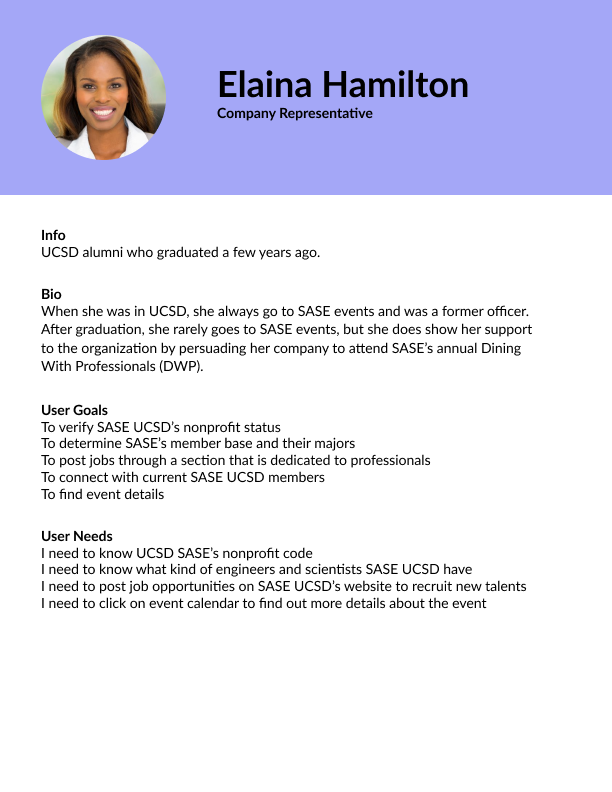 Elaina Hamilton
Company Representative
Info
UCSD alumni who graduated a few years ago.
Bio
When she was in UCSD, she always go to SASE events and was a former officer.
After graduation, she rarely goes to SASE events, but she does show her support
to the organization by persuading her company to attend SASE’s annual Dining
With Professionals (DWP).
User Goals
To verify SASE UCSD’s nonprofit status
To determine SASE’s member base and their majors
To post jobs through a section that is dedicated to professionals
To connect with current SASE UCSD members
To find event details
User Needs
I need to know UCSD SASE’s nonprofit code
I need to know what kind of engineers and scientists SASE UCSD have
I need to post job opportunities on SASE UCSD’s website to recruit new talents
I need to click on event calendar to find out more details about the event